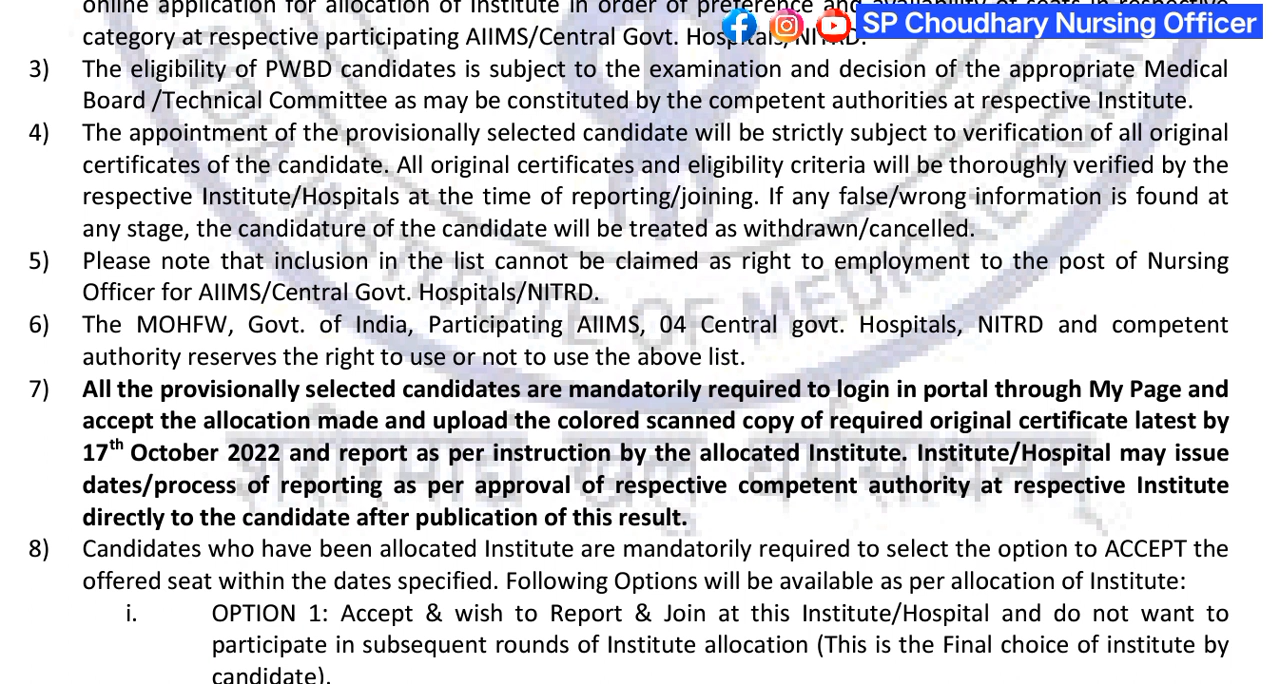 online application for allocation of Institute in order of preference and availability of seats in respective
SP Choudhary Nursing Officer
category at respective participating AIIMS/Central Govt. Hospitals/NITRD.
3) The eligibility of PWBD candidates is subject to the examination and decision of the appropriate Medical
Board /Technical Committee as may be constituted by the competent authorities at respective Institute.
4) The appointment of the provisionally selected candidate will be strictly subject to verification of all original
certificates of the candidate. All original certificates and eligibility criteria will be thoroughly verified by the
respective Institute/Hospitals at the time of reporting/joining. If any false/wrong information is found at
any stage, the candidature of the candidate will be treated as withdrawn/cancelled.
5) Please note that inclusion in the list cannot be claimed as right to employment to the post of Nursing
Officer for AIIMS/Central Govt. Hospitals/NITRD.
6) The MOHFW, Govt. of India, Participating AIIMS, 04 Central govt. Hospitals, NITRD and competent
authority reserves the right to use or not to use the above list.
7) All the provisionally selected candidates are mandatorily required to login in portal through My Page and
accept the allocation made and upload the colored scanned copy of required original certificate latest by
17th October 2022 and report as per instruction by the allocated Institute. Institute/Hospital may issue
dates/process of reporting as per approval of respective competent authority at respective Institute
directly to the candidate after publication of this result.
8) Candidates who have been allocated Institute are mandatorily required to select the option to ACCEPT the
offered seat within the dates specified. Following Options will be available as per allocation of Institute:
i. OPTION 1: Accept & wish to Report & Join at this Institute/Hospital and do not want to
participate in subsequent rounds of Institute allocation (This is the Final choice of institute by
candidate).